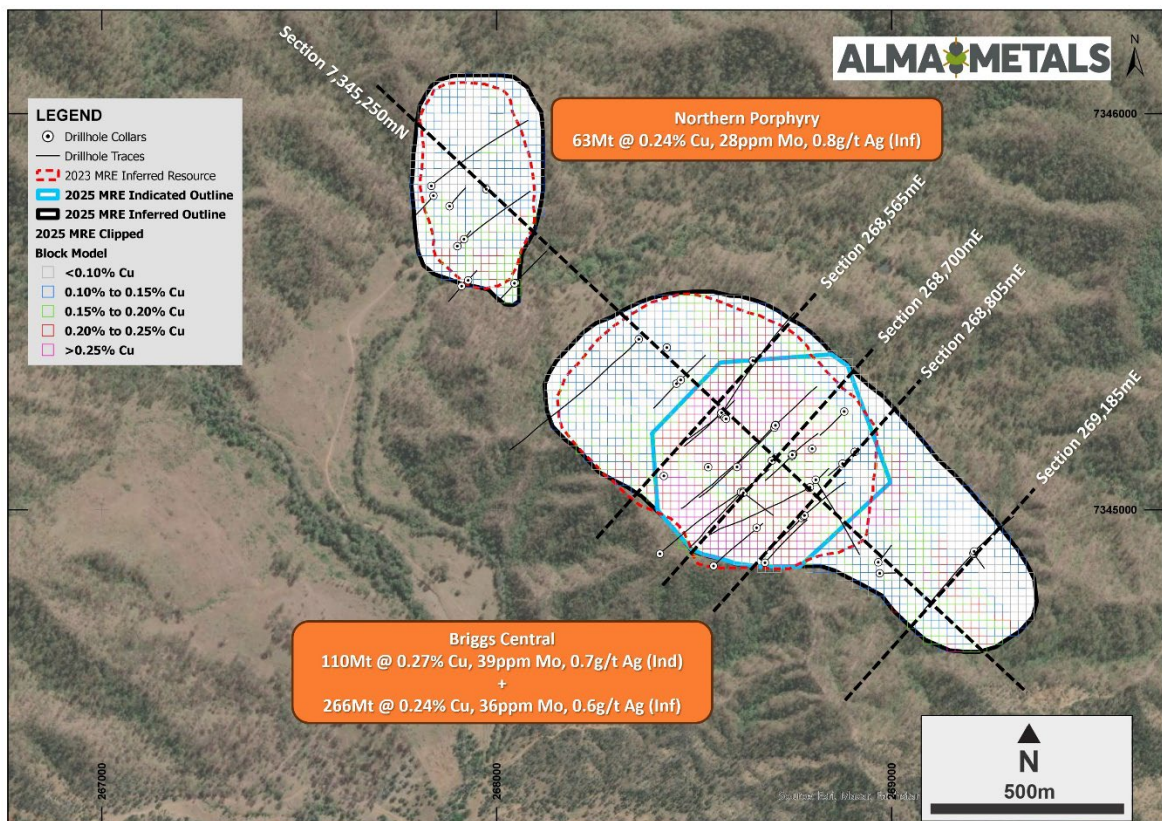 ALMA METALS
N
LEGEND
Drillhole Collars
Drillhole Traces
2023 MRE Inferred Resource
2025 MRE Indicated Outline
2025 MRE Inferred Outline
2025 MRE Clipped
Block Model
<0.10% Cu
0.10% to 0.15% Cu
0.15% to 0.20% Cu
0.20% to 0.25% Cu
>0.25% Cu
Section 7,345,250mN
Northern Porphyry
63Mt @ 0.24% Cu, 28ppm Mo, 0.8g/t Ag (Inf)
7346000
Section 268,565mE
Section 268,700mE
Section 268,805mE
Section 269,185mE
7345000
Briggs Central
110Mt @ 0.27% Cu, 39ppm Mo, 0.7g/t Ag (Ind)
+
266Mt @ 0.24% Cu, 36ppm Mo, 0.6g/t Ag (Inf)
267000
268000
269000
Source: Esri, Maxar,
N
500m